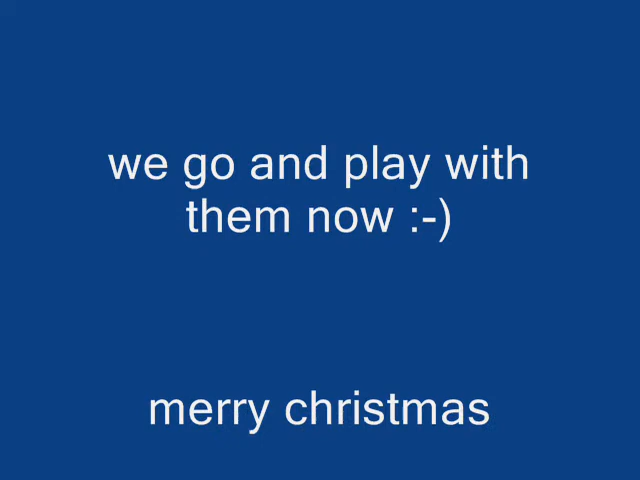 we go and play with
them now :-)
merry christmas